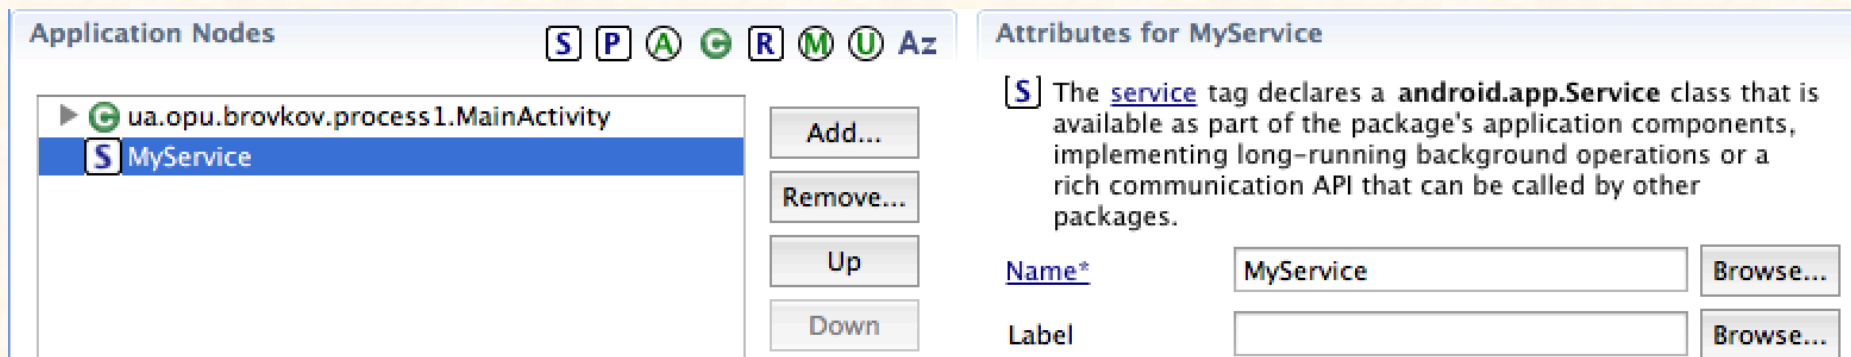 Application Nodes
S P A C R M U Az
ua.opu.brovkov.process1.MainActivity
S MyService
Add...
Remove...
Up
Down
Attributes for MyService
S The service tag declares a android.app.Service class that is
available as part of the package's application components,
implementing long-running background operations or a
rich communication API that can be called by other
packages.
Name* MyService Browse...
Label Browse...